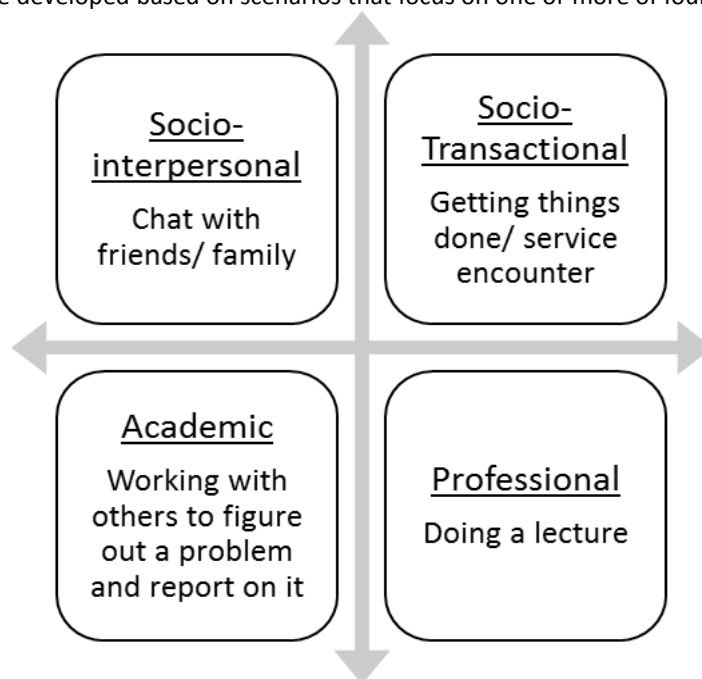 developed based on scenarios that focus on one or more of
Socio-
interpersonal
Chat with
friends/ family
Socio-
Transactional
Getting things
done/ service
encounter
Academic
Working with
others to figure
out a problem
and report on it
Professional
Doing a lecture